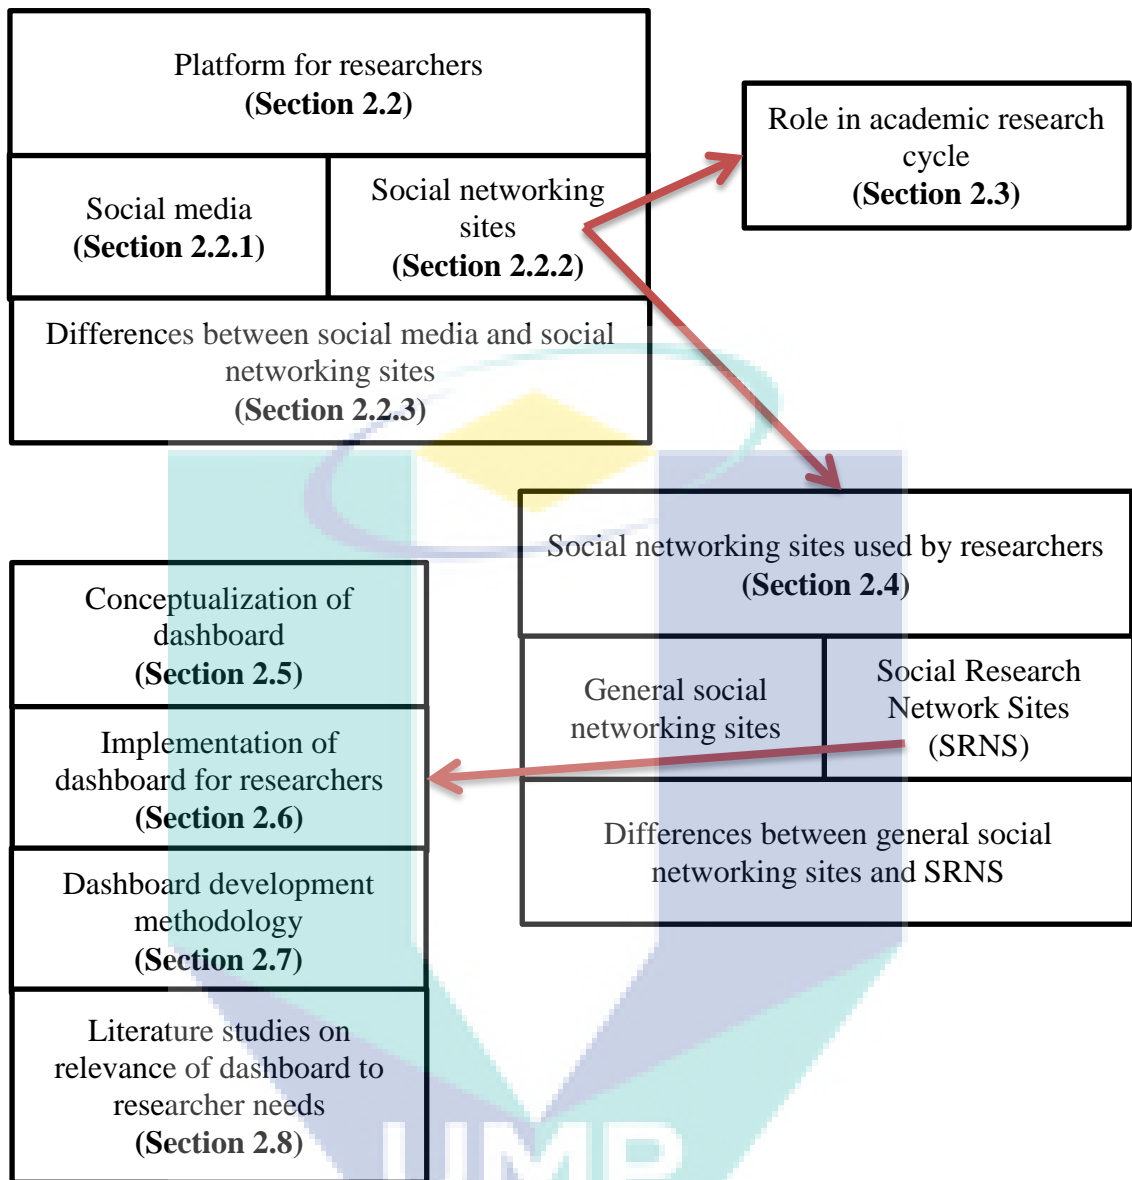 Platform for researchers
(Section 2.2)
Social media
(Section 2.2.1)
Social networking
sites
(Section 2.2.2)
Differences between social media and social
networking sites
(Section 2.2.3)
Role in academic research
cycle
(Section 2.3)
Social networking sites used by researchers
(Section 2.4)
General social
networking sites
Social Research
Network Sites
(SRNS)
Differences between general social
networking sites and SRNS
Conceptualization of
dashboard
(Section 2.5)
Implementation of
dashboard for researchers
(Section 2.6)
Dashboard development
methodology
(Section 2.7)
Literature studies on
relevance of dashboard to
researcher needs
(Section 2.8)
UMP